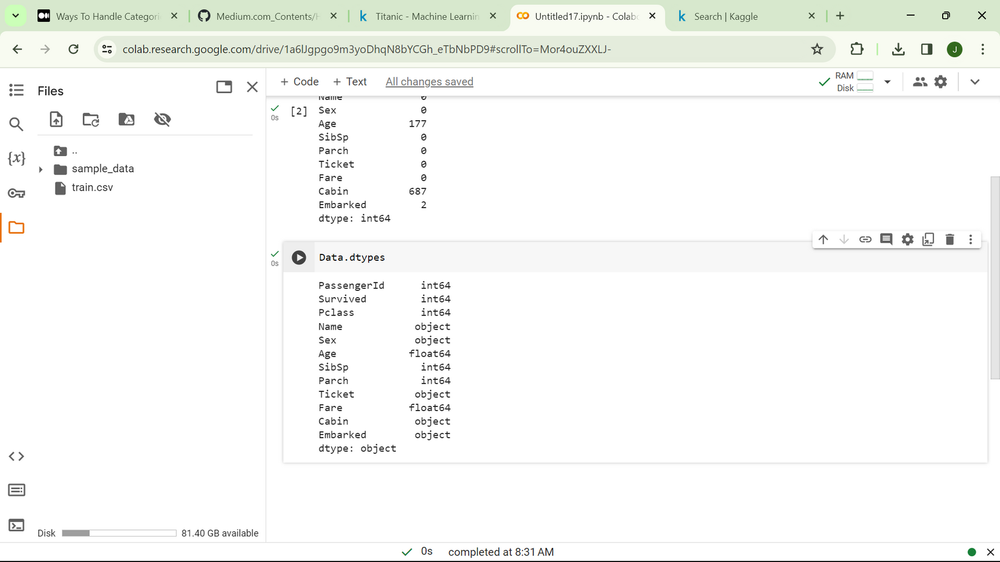 Ways To Handle Categori
Medium.com_Contents/H
Titanic - Machine Learnin
Untitled17.ipynb - Colab
Search | Kaggle
colab.research.google.com/drive/1a6lJgpgo9m3yoDhqN8bYCGh_eTbNbPD9#scrollTo=Mor4ouZXXLJ-
J
Files
+ Code + Text All changes saved
RAM
Disk
..
sample_data
train.csv
{x}
0s
[2]
Name 0
Sex 0
Age 177
SibSp 0
Parch 0
Ticket 0
Fare 0
Cabin 687
Embarked 2
dtype: int64
0s
Data.dtypes
PassengerId int64
Survived int64
Pclass int64
Name object
Sex object
Age float64
SibSp int64
Parch int64
Ticket object
Fare float64
Cabin object
Embarked object
dtype: object
Disk 81.40 GB available
0s completed at 8:31 AM